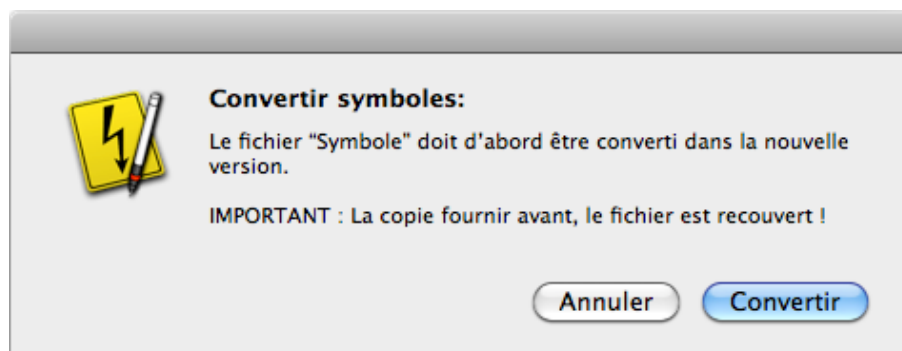 Convertir symboles:
Le fichier “Symbole” doit d'abord être converti dans la nouvelle
version.
IMPORTANT : La copie fournir avant, le fichier est recouvert !
Annuler
Convertir